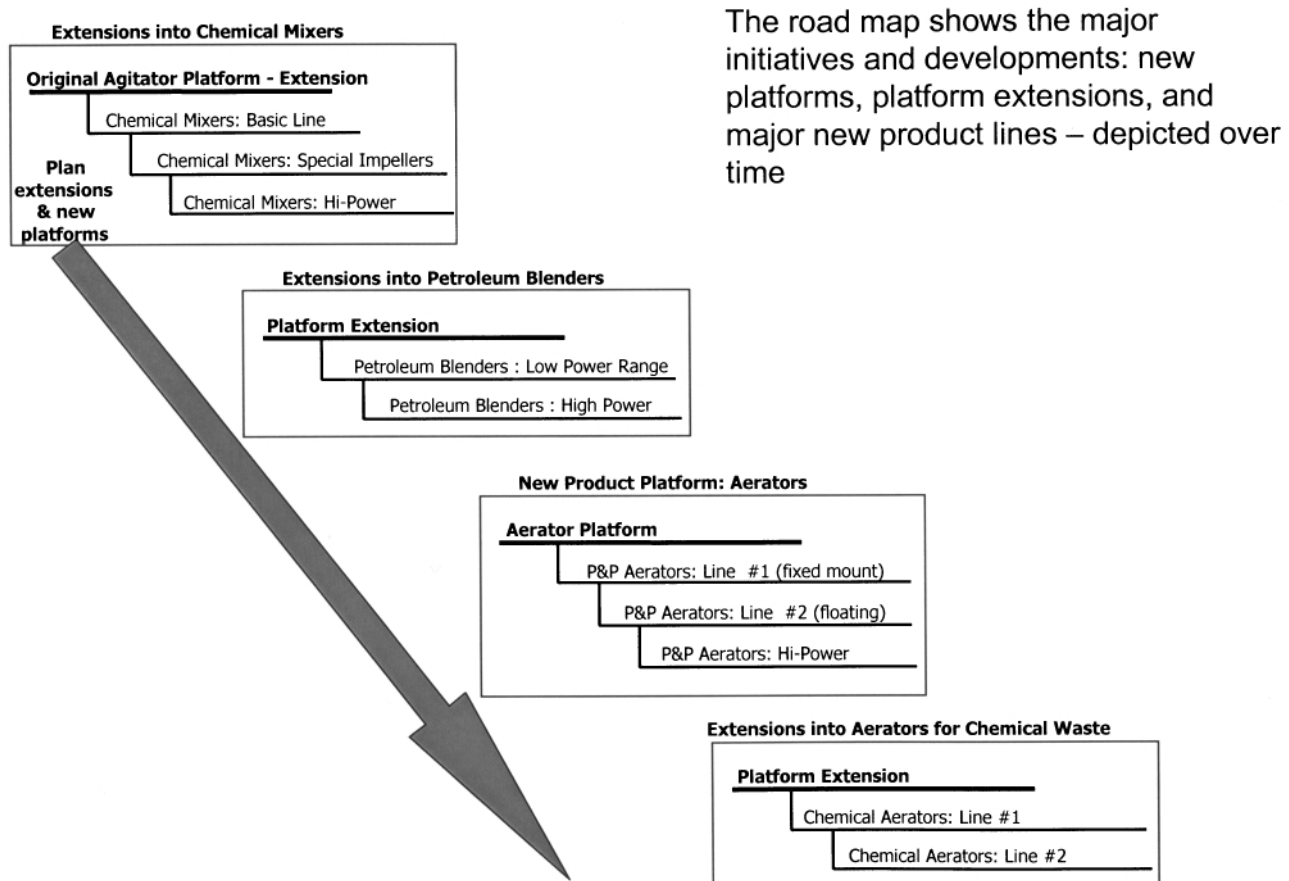 Extensions into Chemical Mixers
Original Agitator Platform - Extension
Chemical Mixers: Basic Line
Chemical Mixers: Special Impellers
Chemical Mixers: Hi-Power
Plan
extensions
& new
platforms
The road map shows the major
initiatives and developments: new
platforms, platform extensions, and
major new product lines – depicted over
time
Extensions into Petroleum Blenders
Platform Extension
Petroleum Blenders : Low Power Range
Petroleum Blenders : High Power
New Product Platform: Aerators
Aerator Platform
P&P Aerators: Line #1 (fixed mount)
P&P Aerators: Line #2 (floating)
P&P Aerators: Hi-Power
Extensions into Aerators for Chemical Waste
Platform Extension
Chemical Aerators: Line #1
Chemical Aerators: Line #2